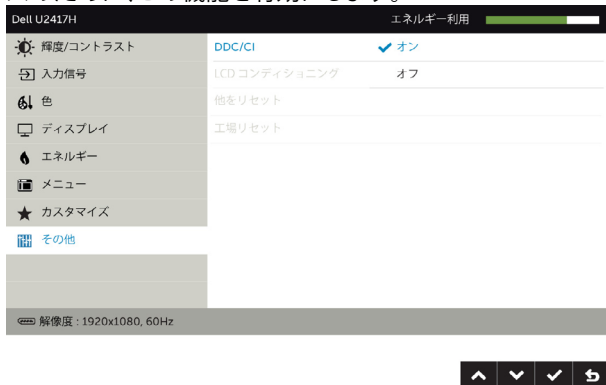 Dell U2417H エネルギー利用
輝度/コントラスト DDC/CI オン
入力信号 LCD コンディショニング オフ
色 他をリセット
ディスプレイ 工場リセット
エネルギー
メニュー
カスタマイズ
その他
解像度 : 1920x1080, 60Hz